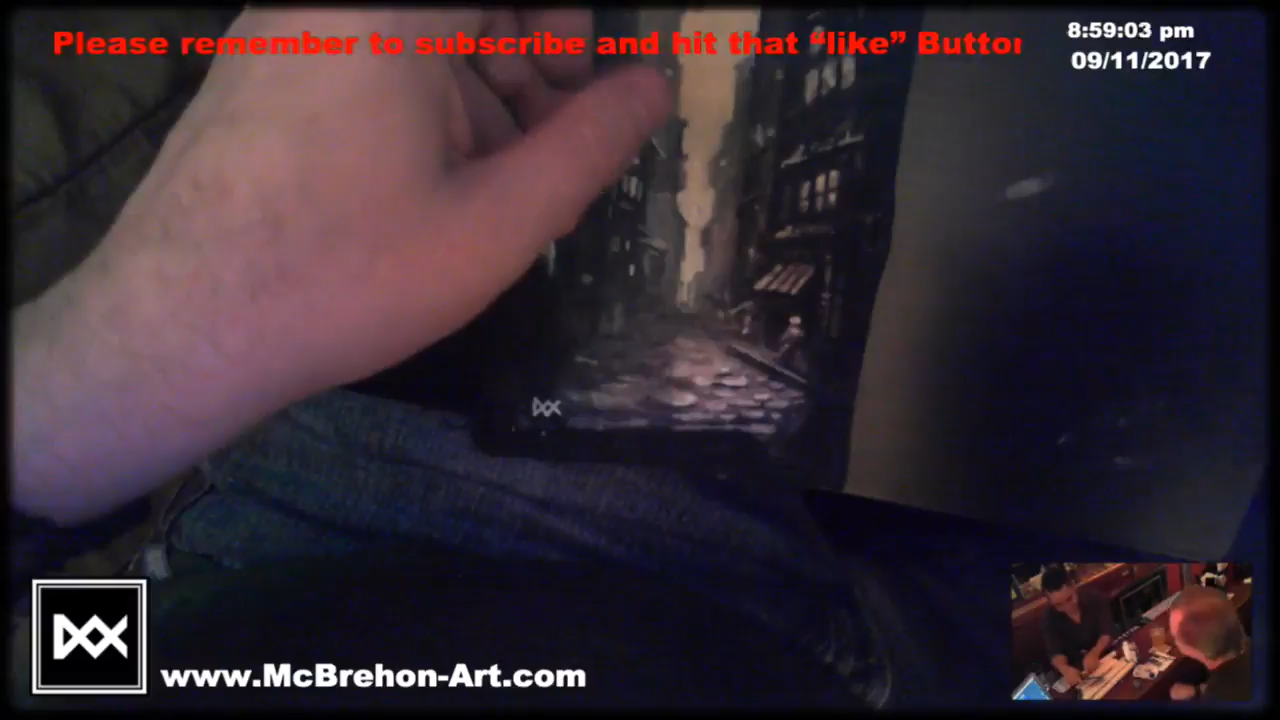 Please remember to subscribe and hit that “like” Button
8:59:03 pm
09/11/2017
www.McBrehon-Art.com